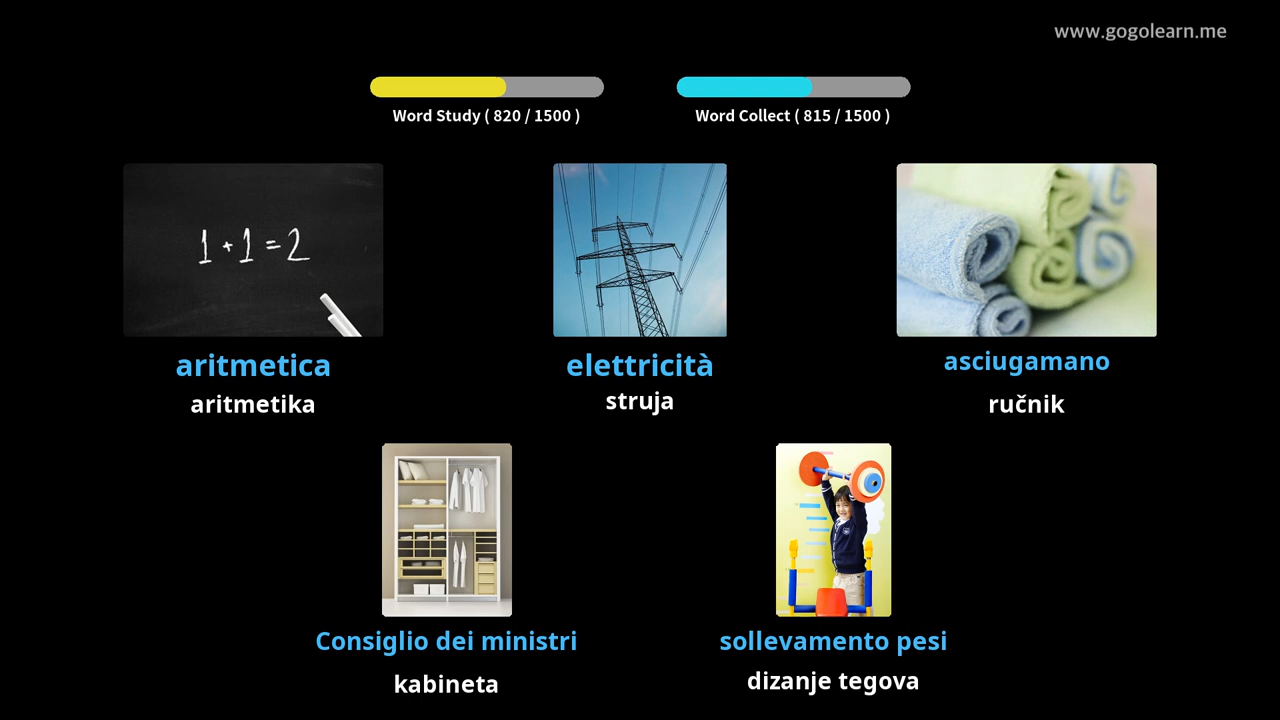 www.gogolearn.me
Word Study ( 820 / 1500 )
Word Collect ( 815 / 1500 )
1 + 1 = 2
aritmetica
elettricità
asciugamano
aritmetika
struja
ručnik
Consiglio dei ministri
sollevamento pesi
kabineta
dizanje tegova